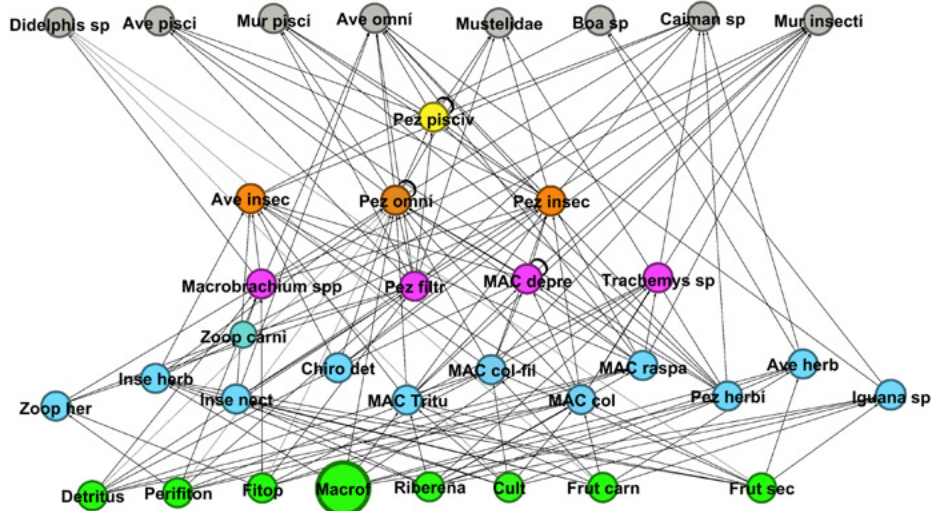 Didelphis sp
Ave pisci
Mur piscí
Ave omní
Mustelidae
Boa sp
Caiman sp
Mur insectí
Pez pisciv
Ave insec
Pez omní
Pez insec
Macrobrachium spp
Pez filtr
MAC depre
Trachemys sp
Zoop carni
Inse herb
Chiro det
MAC col-fil
MAC raspa
Ave herb
Zoop her
Inse nect
MAC Tritu
MAC col
Pez herbi
Iguana sp
Detritus
Perifiton
Fitop
Macrof
Ribereña
Cult
Frut carn
Frut sec